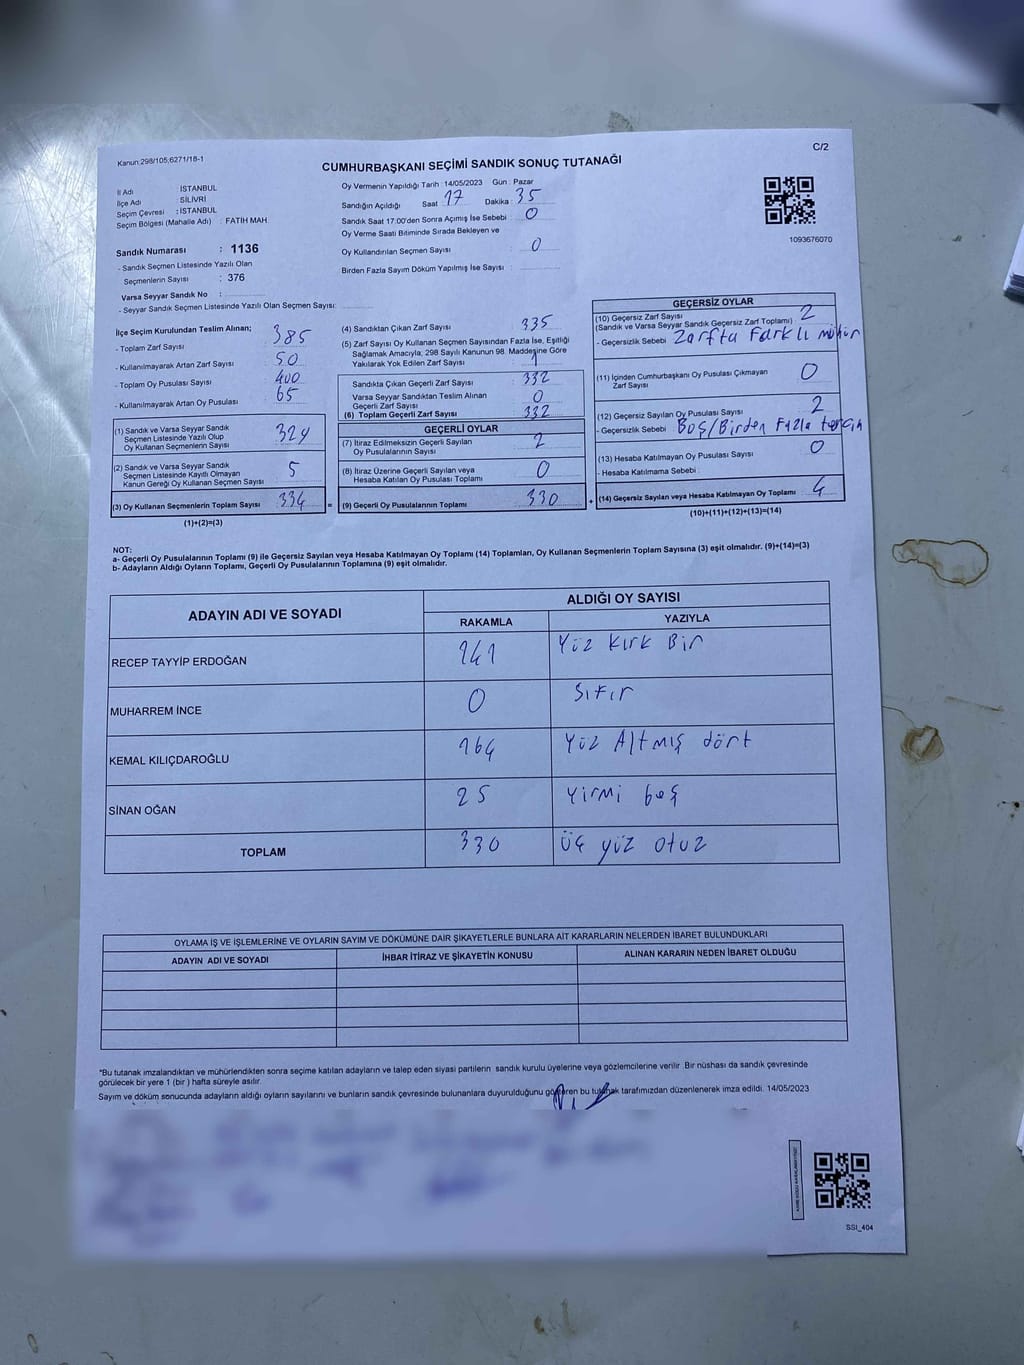 C/2
Kanun:298/105;6271/18-1
CUMHURBAŞKANI SEÇİMİ SANDIK SONUÇ TUTANAĞI
İl Adı İSTANBUL
İlçe Adı : SİLİVRİ
Seçim Çevresi : İSTANBUL
Seçim Bölgesi (Mahalle Adı) : FATIH MAH
Sandık Numarası : 1136
- Sandık Seçmen Listesinde Yazılı Olan
Seçmenlerin Sayısı : 376
Varsa Seyyar Sandık No :
- Seyyar Sandık Listesinde Yazılı Olan Seçmen Sayısı:
Oy Vermenin Yapıldığı Tarih : 14/05/2023 Gün : Pazar
Sandığın Açıldığı Saat 17 Dakika : 35
Sandık Saat 17.00'den Sonra Açımış İse Sebebi : 0
Oy Verme Saati Bitiminde Sırada Bekleyen ve
Oy Kullandırılan Seçmen Sayısı : 0
Birden Fazla Sayım Döküm Yapılmış İse Sayısı :
1093676070
İlçe Seçim Kurulundan Teslim Alınan;
- Toplam Zarf Sayısı : 385
- Kullanılmayarak Artan Zarf Sayısı : 50
- Toplam Oy Pusulası Sayısı : 400
- Kullanılmayarak Artan Oy Pusulası : 65
(1) Sandık ve Varsa Seyyar Sandık
Seçmen Listesinde Yazılı Olup
Oy Kullanan Seçmenlerin Sayısı 329
(2) Sandık ve Varsa Seyyar Sandık
Seçmen Listesinde Kayıtlı Olmayan
Kanun Gereği Oy Kullanan Seçmen Sayısı 5
(3) Oy Kullanan Seçmenlerin Toplam Sayısı 334
(1)+(2)=(3)
(4) Sandıktan Çıkan Zarf Sayısı 335
(5) Zarf Sayısı Oy Kullanan Seçmen Sayısından Fazla İse, Eşitliği
Sağlamak Amacıyla, 298 Sayılı Kanunun 98. Maddesine Göre
Yakılarak Yok Edilen Zarf Sayısı 1
Sandıkta Çıkan Geçerli Zarf Sayısı 332
Varsa Seyyar Sandıktan Teslim Alınan
Geçerli Zarf Sayısı 0
(6) Toplam Geçerli Zarf Sayısı 332
GEÇERLİ OYLAR
(7) İtiraz Edilmeksizin Geçerli Sayılan
Oy Pusulalarının Sayısı 2
(8) İtiraz Üzerine Geçerli Sayılan veya
Hesaba Katılan Oy Pusulası Toplamı 0
= (9) Geçerli Oy Pusulalarının Toplamı 330 +
GEÇERSİZ OYLAR
(10) Geçersiz Zarf Sayısı
(Sandık ve Varsa Seyyar Sandık Geçersiz Zarf Toplamı) 2
- Geçersizlik Sebebi Zarfta Farklı mühür
(11) İçinden Cumhurbaşkanı Oy Pusulası Çıkmayan
Zarf Sayısı 0
(12) Geçersiz Sayılan Oy Pusulası Sayısı 2
- Geçersizlik Sebebi Boş/Birden Fazla tercih
(13) Hesaba Katılmayan Oy Pusulası Sayısı 0
- Hesaba Katılmama Sebebi
(14) Geçersiz Sayılan veya Hesaba Katılmayan Oy Toplamı 4
(10)+(11)+(12)+(13)=(14)
NOT:
a- Geçerli Oy Pusulalarının Toplamı (9) ile Geçersiz Sayılan veya Hesaba Katılmayan Oy Toplamı (14) Toplamları, Oy Kullanan Seçmenlerin Toplam Sayısına (3) eşit olmalıdır. (9)+(14)=(3)
b- Adayların Aldığı Oyların Toplamı, Geçerli Oy Pusulalarının Toplamına (9) eşit olmalıdır.
ADAYIN ADI VE SOYADI ALDIĞI OY SAYISI
RAKAMLA YAZIYLA
RECEP TAYYİP ERDOĞAN 141 Yüz Kırk Bir
MUHARREM İNCE 0 Sıfır
KEMAL KILIÇDAROĞLU 164 Yüz Altmış dört
SİNAN OĞAN 25 Yirmi beş
TOPLAM 330 Üç yüz otuz
OYLAMA İŞ VE İŞLEMLERİNE VE OYLARIN SAYIM VE DÖKÜMÜNE DAİR ŞİKAYETLERLE BUNLARA AİT KARARLARIN NELERDEN İBARET BULUNDUKLARI
ADAYIN ADI VE SOYADI İHBAR İTİRAZ VE ŞİKAYETİN KONUSU ALINAN KARARIN NEDEN İBARET OLDUĞU
"Bu tutanak imzalandıktan ve mühürlendikten sonra seçime katılan adayların ve talep eden siyasi partilerin sandık kurulu üyelerine veya gözlemcilerine verilir. Bir nüshası da sandık çevresinde
görülecek bir yere 1 (bir ) hafta süreyle asılır.
Sayım ve döküm sonucunda adayların aldığı oyların sayılarını ve bunların sandık çevresinde bulunanlara duyurulduğunu gösteren bu tutanak tarafımızdan düzenlenerek imza edildi. 14/05/2023
SSI_404